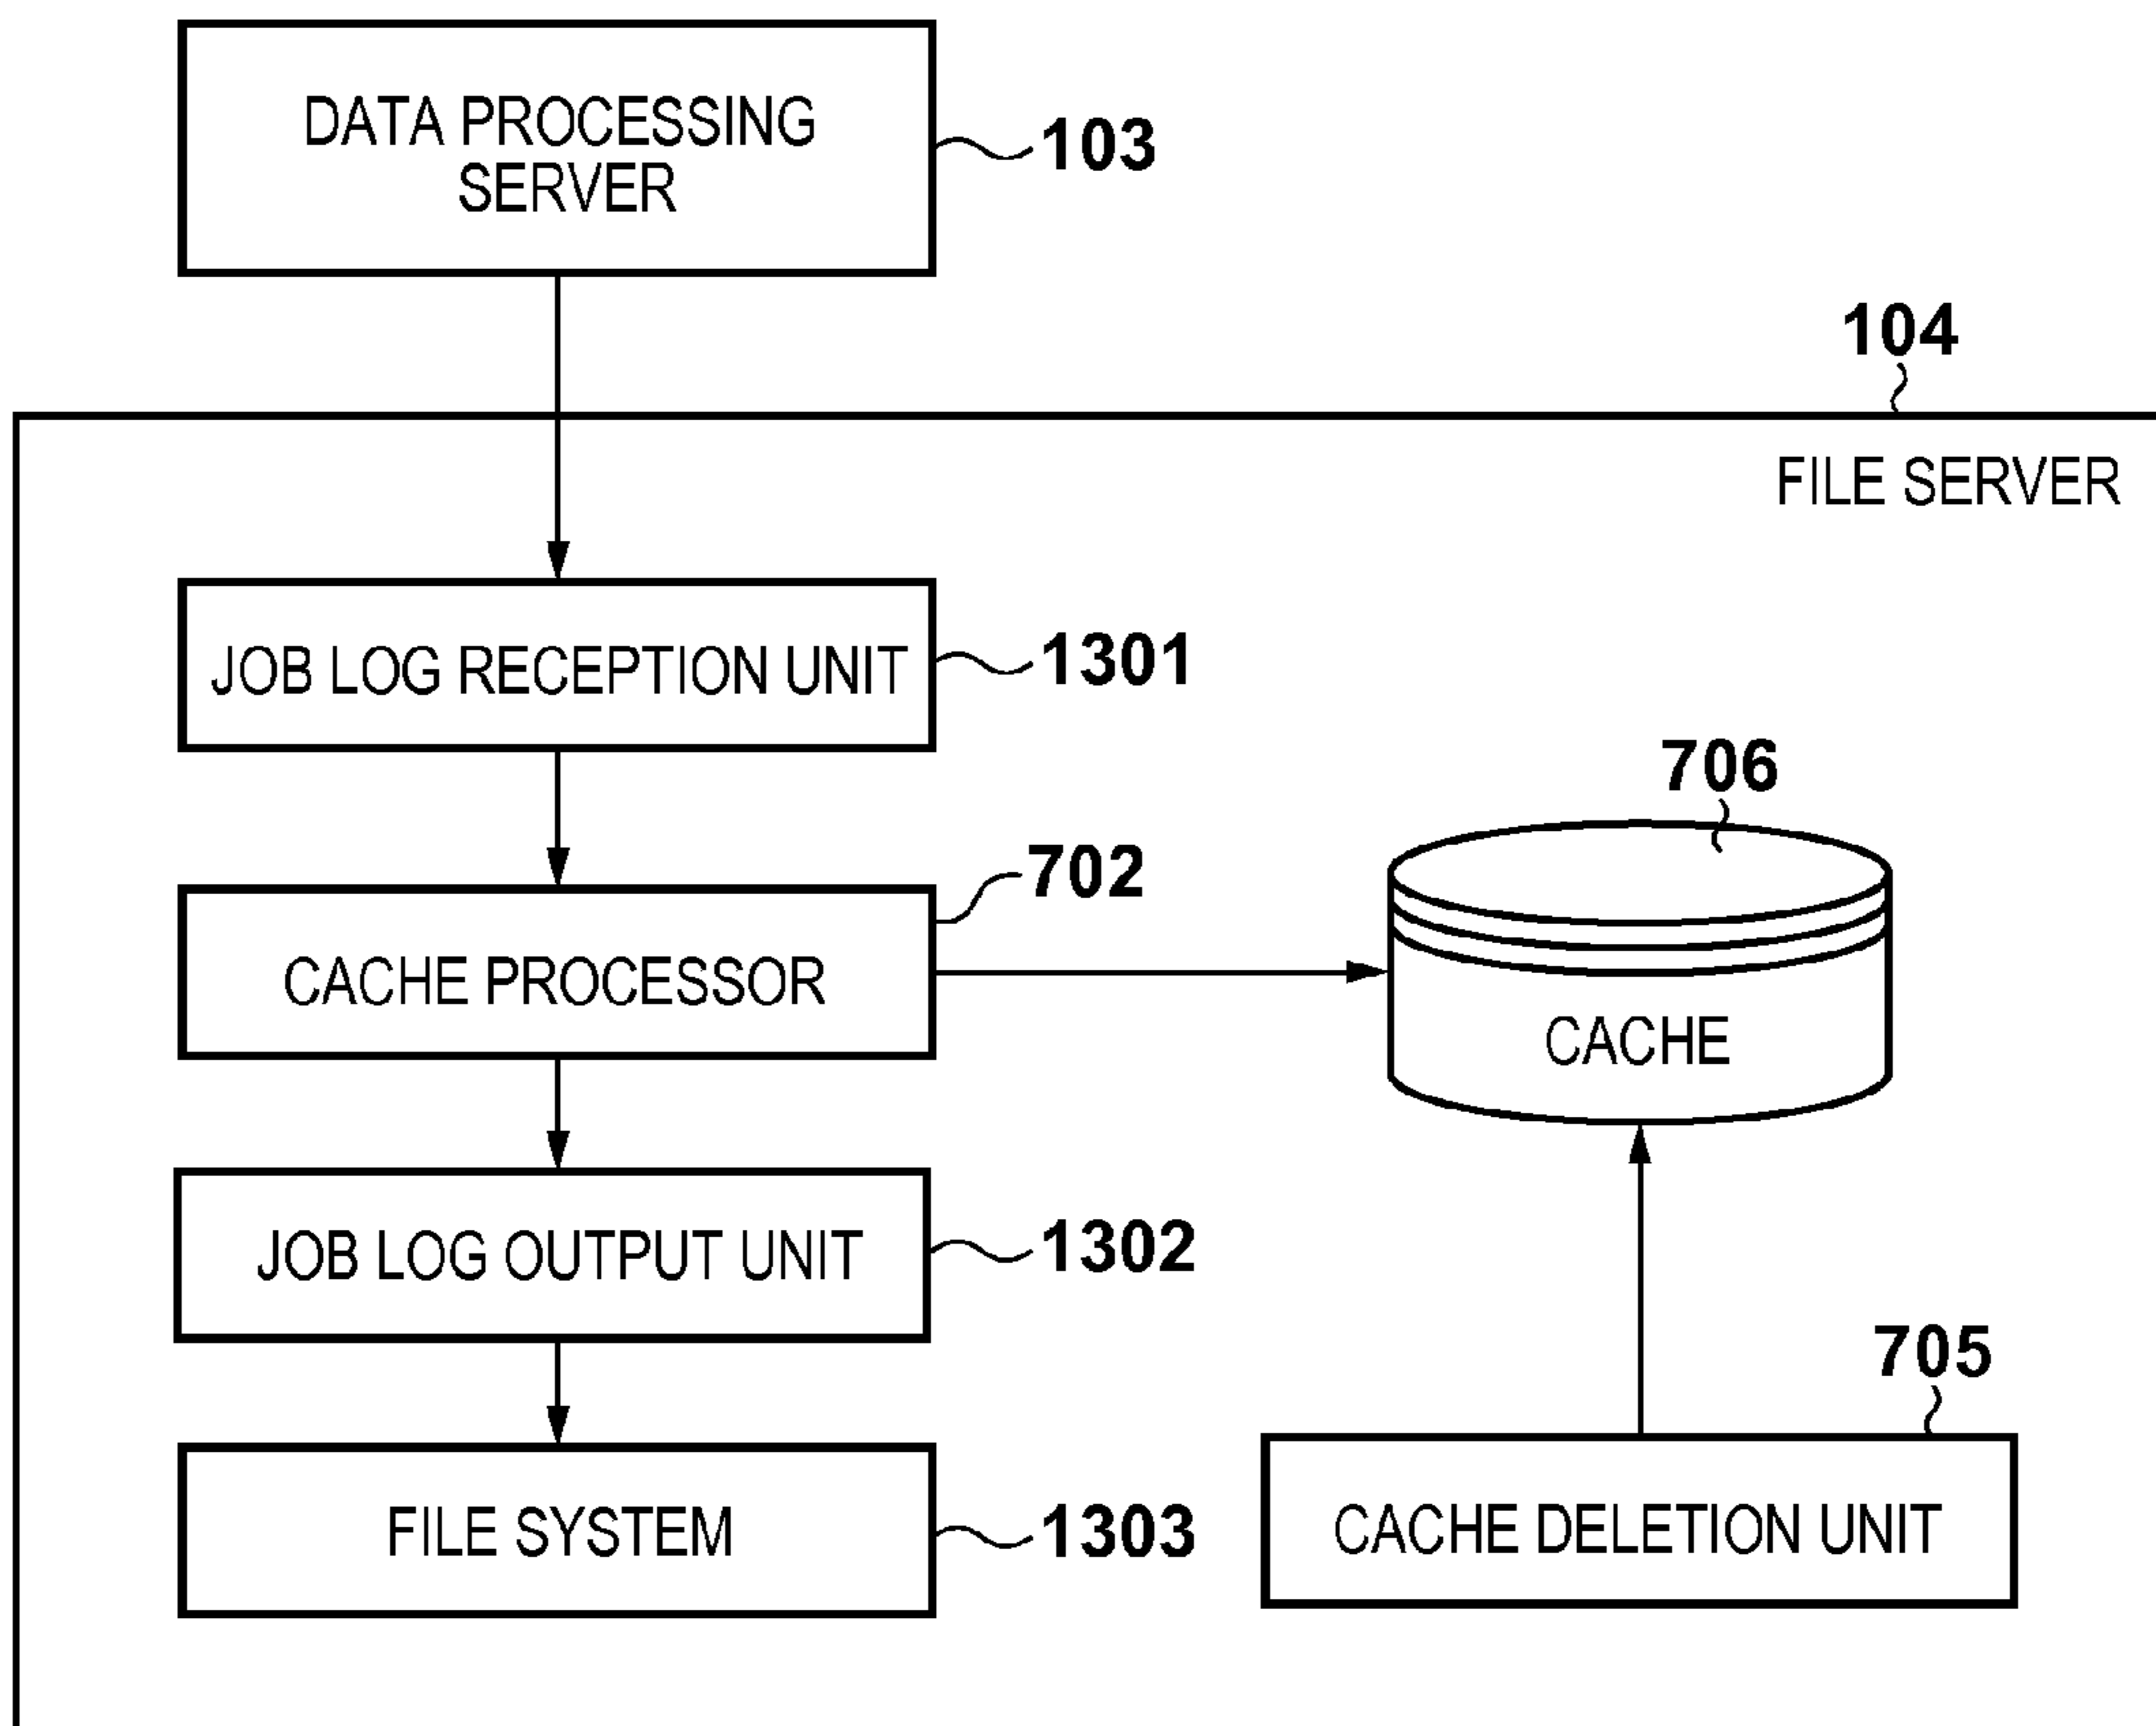 DATA PROCESSING
SERVER
103
104
FILE SERVER
JOB LOG RECEPTION UNIT
1301
706
702
CACHE PROCESSOR
CACHE
JOB LOG OUTPUT UNIT
1302
705
FILE SYSTEM
1303
CACHE DELETION UNIT